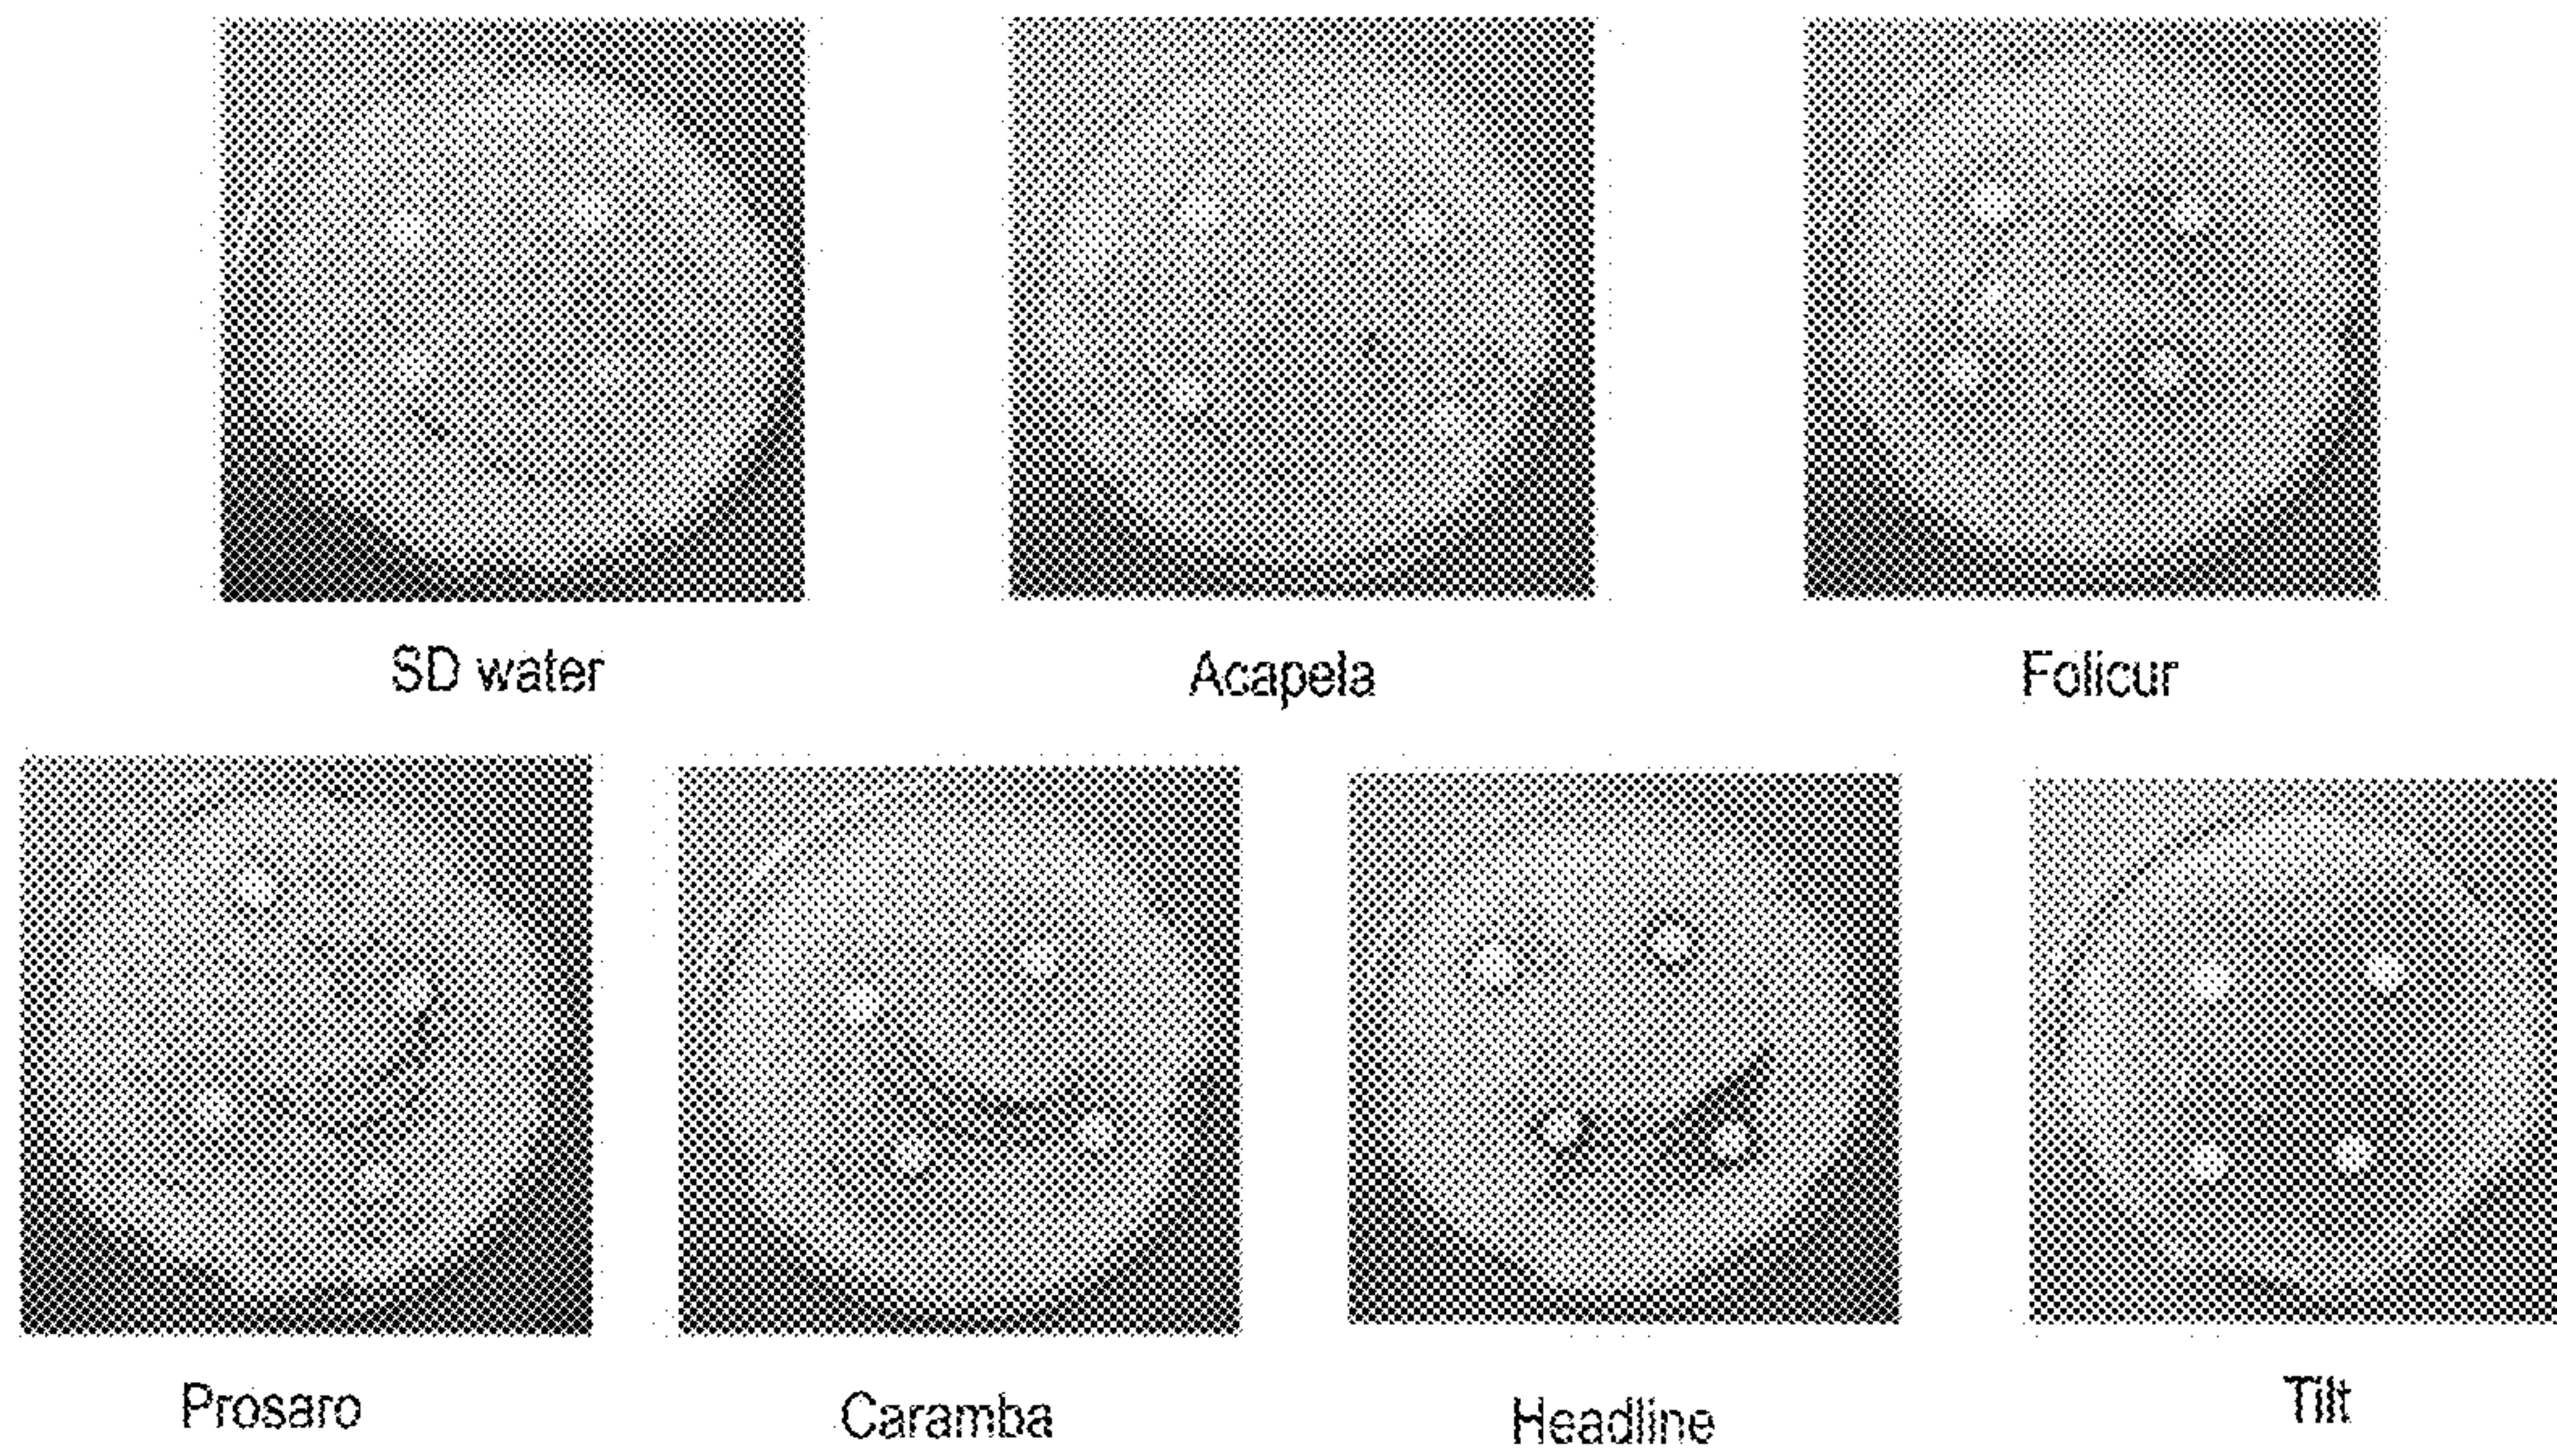 SD water
Acapela
Folicur
Prosaro
Caramba
Headline
Tilt